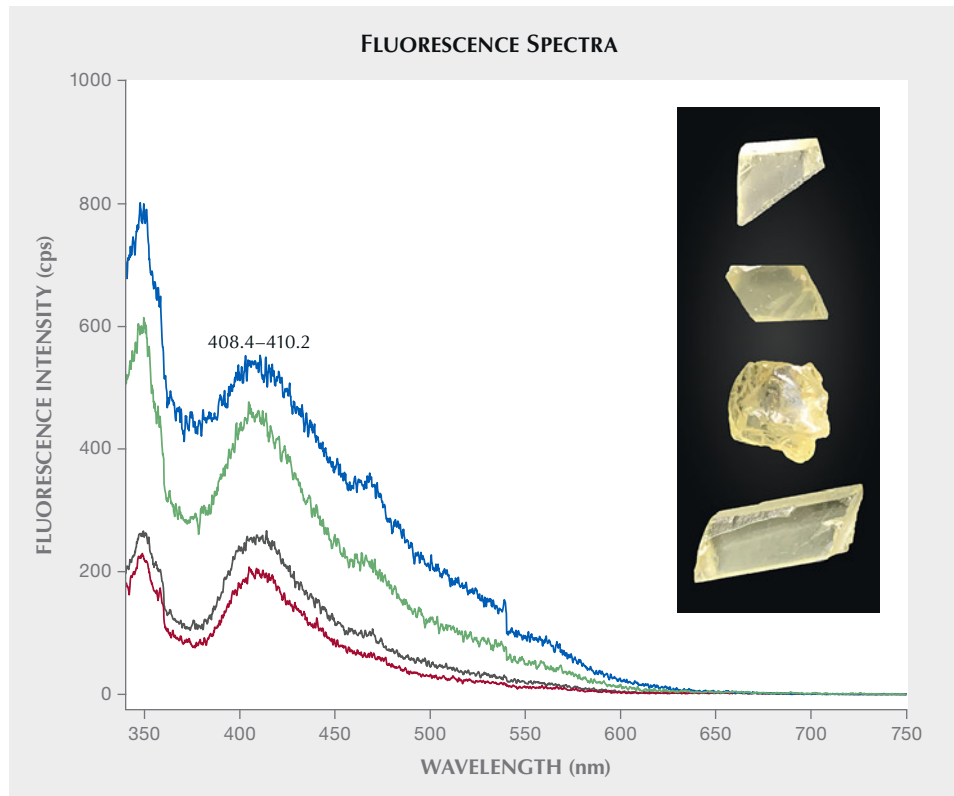 FLUORESCENCE SPECTRA
1000
800
600
400
200
0
FLUORESCENCE INTENSITY (cps)
408.4–410.2
350 400 450 500 550 600 650 700 750
WAVELENGTH (nm)